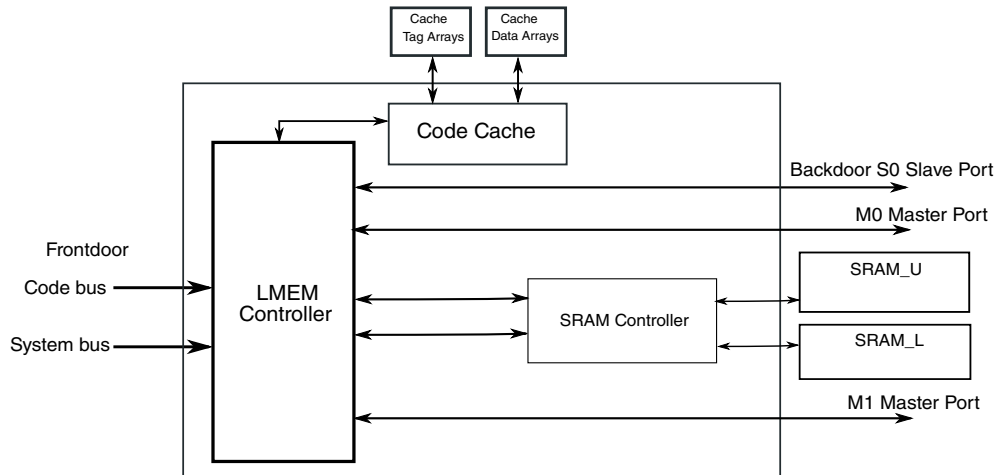 Cache
Tag Arrays
Cache
Data Arrays
Code Cache
Backdoor S0 Slave Port
M0 Master Port
Frontdoor
Code bus
System bus
LMEM
Controller
SRAM Controller
SRAM_U
SRAM_L
M1 Master Port